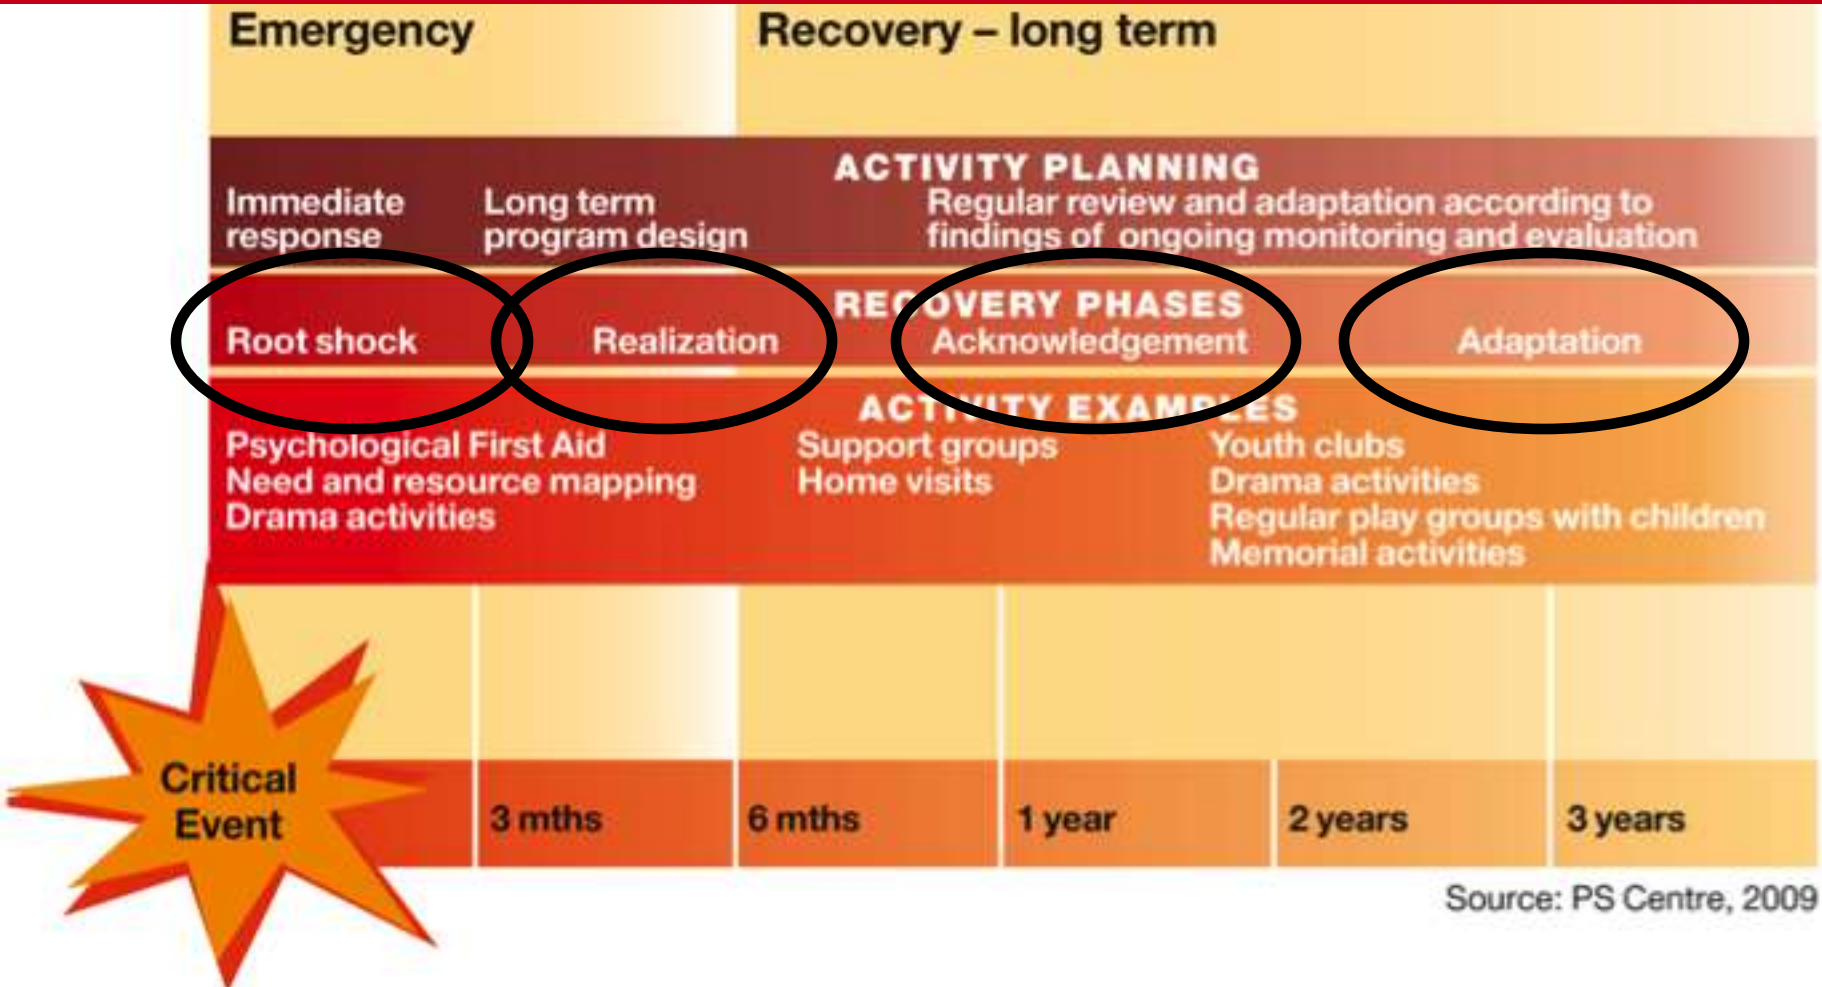 Emergency
Recovery – long term
ACTIVITY PLANNING
Immediate
response
Long term
program design
Regular review and adaptation according to
findings of ongoing monitoring and evaluation
RECOVERY PHASES
Root shock
Realization
Acknowledgement
Adaptation
ACTIVITY EXAMPLES
Psychological First Aid
Need and resource mapping
Drama activities
Support groups
Home visits
Youth clubs
Drama activities
Regular play groups with children
Memorial activities
Critical
Event
3 mths
6 mths
1 year
2 years
3 years
Source: PS Centre, 2009